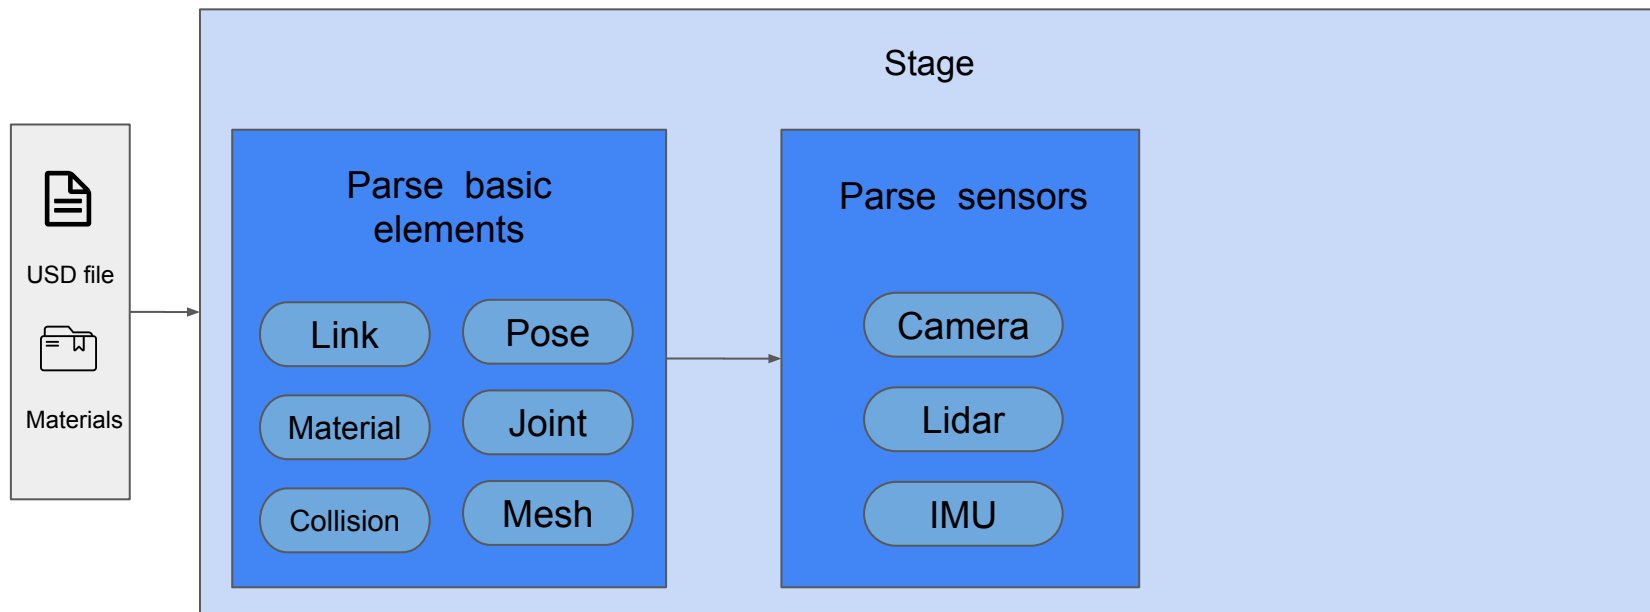 Stage
USD file
Materials
Parse basic
elements
Link
Pose
Material
Joint
Collision
Mesh
Parse sensors
Camera
Lidar
IMU